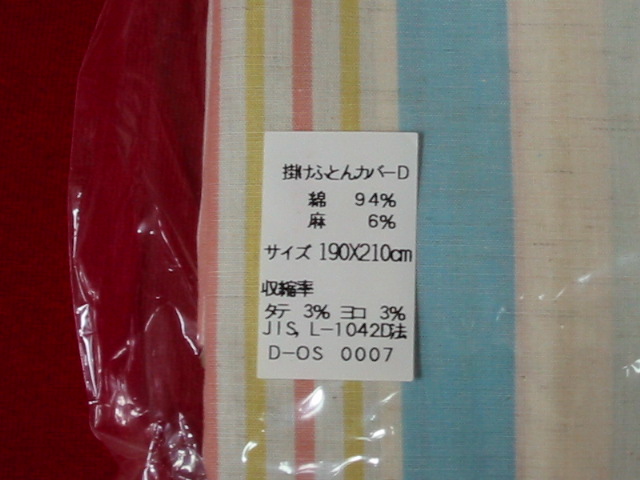 掛けふとんカバーD
綿 94%
麻 6%
サイズ 190X210cm
収縮率
タテ 3% ヨコ 3%
JIS, L-1042D法
D-OS 0007